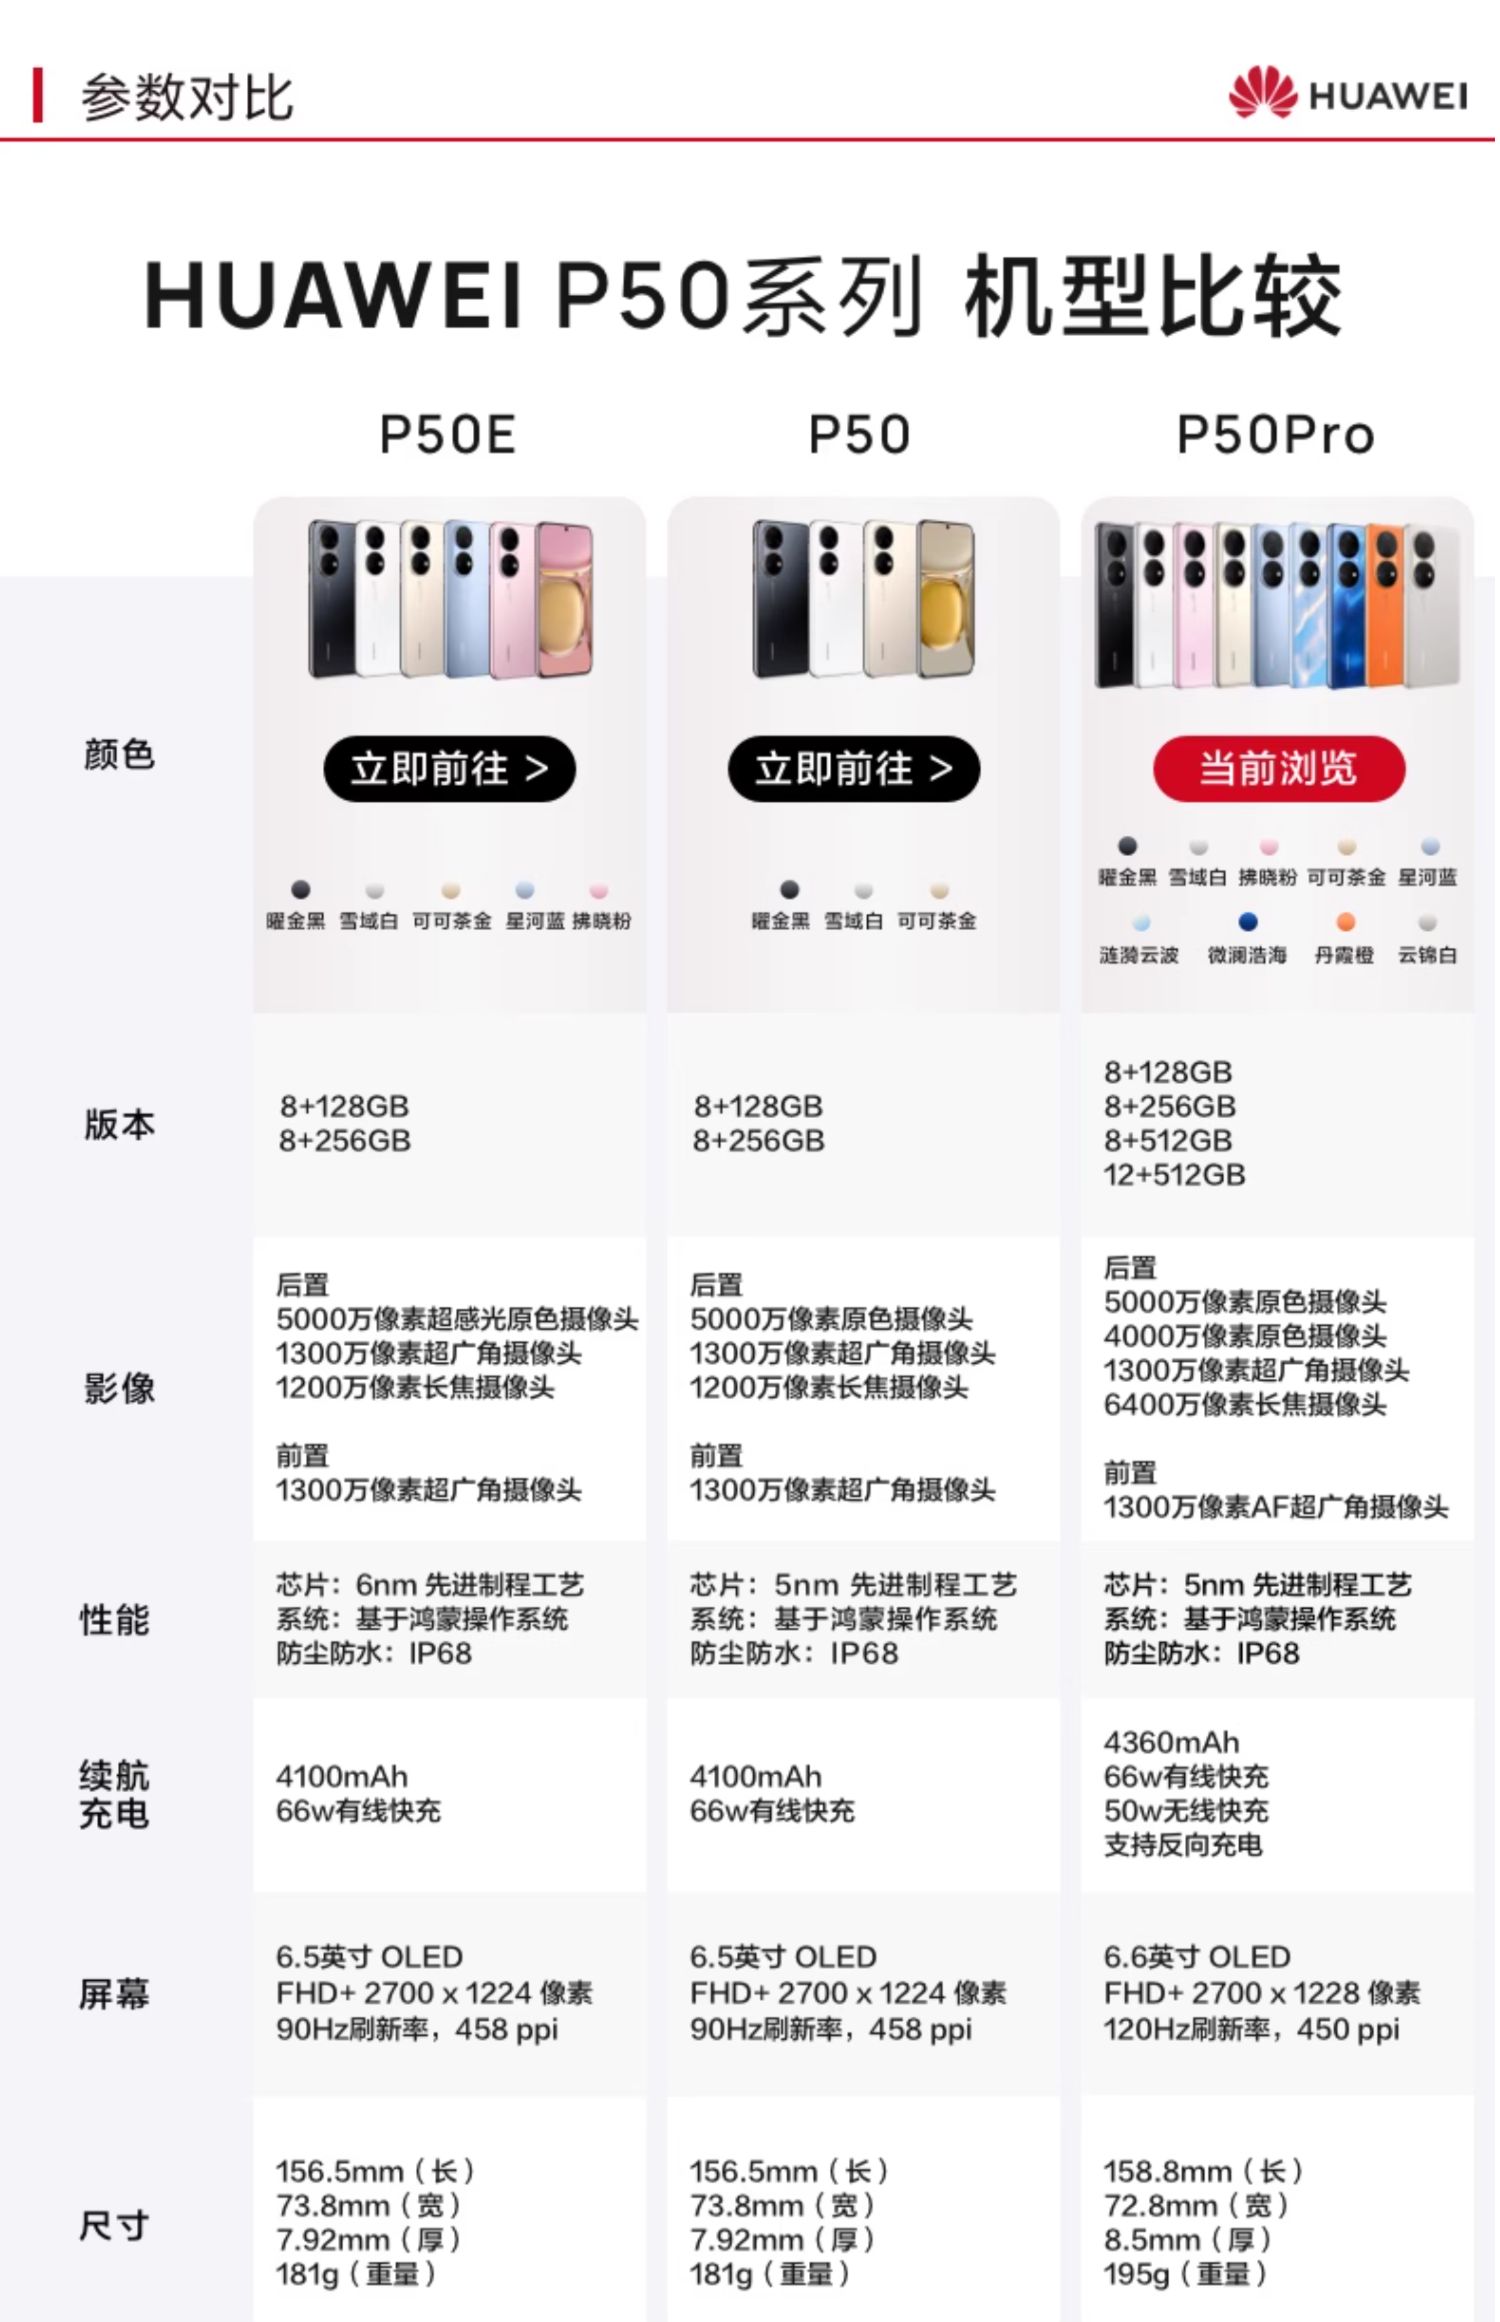 参数对比
HUAWEI
HUAWEI P50系列 机型比较
P50E
P50
P50Pro
颜色
立即前往 >
曜金黑 雪域白 可可茶金 星河蓝 拂晓粉
立即前往 >
曜金黑 雪域白 可可茶金
当前浏览
曜金黑 雪域白 拂晓粉 可可茶金 星河蓝
涟漪云波 微澜浩海 丹霞橙 云锦白
版本
8+128GB
8+256GB
8+128GB
8+256GB
8+128GB
8+256GB
8+512GB
12+512GB
影像
后置
5000万像素超感光原色摄像头
1300万像素超广角摄像头
1200万像素长焦摄像头
前置
1300万像素超广角摄像头
后置
5000万像素原色摄像头
1300万像素超广角摄像头
1200万像素长焦摄像头
前置
1300万像素超广角摄像头
后置
5000万像素原色摄像头
4000万像素原色摄像头
1300万像素超广角摄像头
6400万像素长焦摄像头
前置
1300万像素AF超广角摄像头
性能
芯片：6nm 先进制程工艺
系统：基于鸿蒙操作系统
防尘防水：IP68
芯片：5nm 先进制程工艺
系统：基于鸿蒙操作系统
防尘防水：IP68
芯片：5nm 先进制程工艺
系统：基于鸿蒙操作系统
防尘防水：IP68
续航
充电
4100mAh
66w有线快充
4100mAh
66w有线快充
4360mAh
66w有线快充
50w无线快充
支持反向充电
屏幕
6.5英寸 OLED
FHD+ 2700 x 1224 像素
90Hz刷新率，458 ppi
6.5英寸 OLED
FHD+ 2700 x 1224 像素
90Hz刷新率，458 ppi
6.6英寸 OLED
FHD+ 2700 x 1228 像素
120Hz刷新率，450 ppi
尺寸
156.5mm（长）
73.8mm（宽）
7.92mm（厚）
181g（重量）
156.5mm（长）
73.8mm（宽）
7.92mm（厚）
181g（重量）
158.8mm（长）
72.8mm（宽）
8.5mm（厚）
195g（重量）